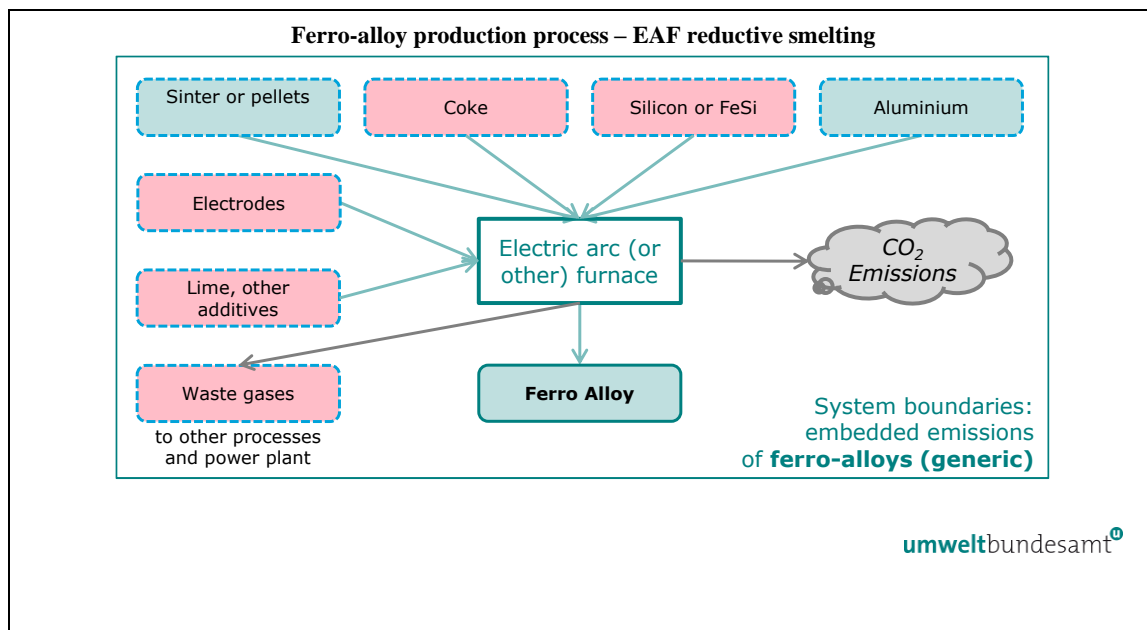 Ferro-alloy production process – EAF reductive smelting
Sinter or pellets
Coke
Silicon or FeSi
Aluminium
Electrodes
Electric arc (or
other) furnace
CO₂
Emissions
Lime, other
additives
Waste gases
Ferro Alloy
to other processes
and power plant
System boundaries:
embedded emissions
of ferro-alloys (generic)
umweltbundesamt